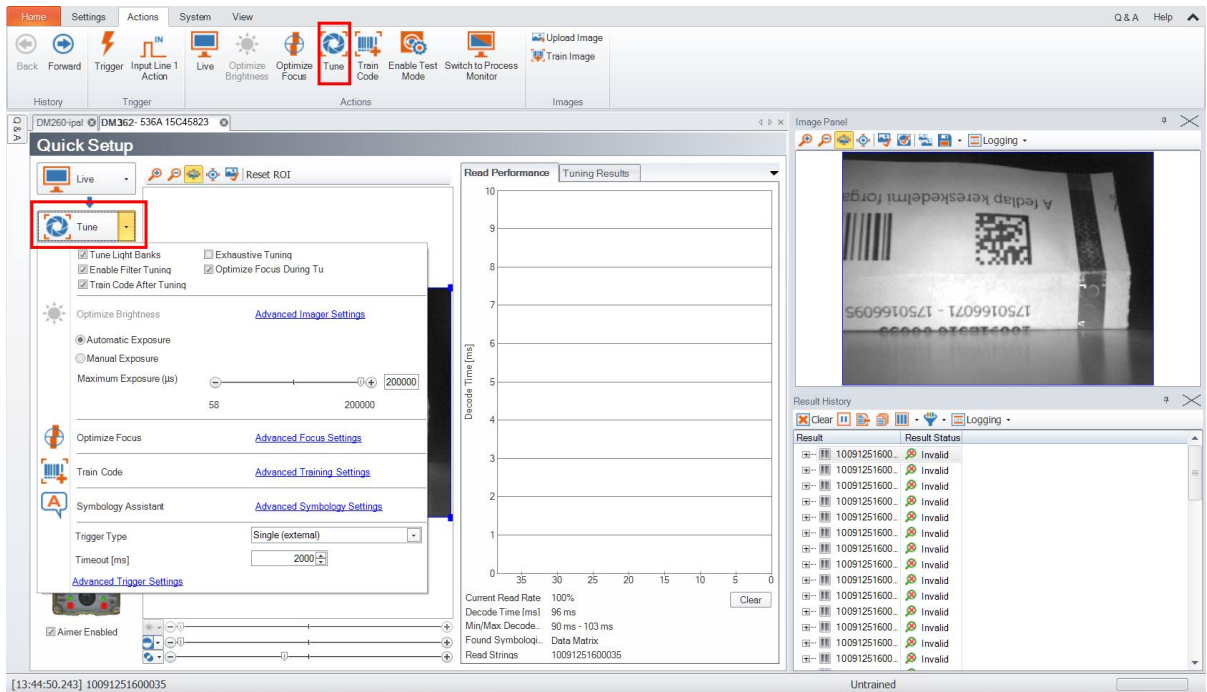 Home Settings Actions System View Q & A Help
Back Forward Trigger Input Line 1 Action Live Optimize Brightness Optimize Focus Tune Train Code Enable Test Mode Switch to Process Monitor
Upload Image
Train Image
History Trigger Actions Images
Q & A
DM260-ipal DM362- 536A 15C45823
Quick Setup
Live
Reset ROI
Tune
Tune Light Banks Exhaustive Tuning
Enable Filter Tuning Optimize Focus During Tu
Train Code After Tuning
Optimize Brightness Advanced Imager Settings
Automatic Exposure
Manual Exposure
Maximum Exposure (µs) 200000
58 200000
Optimize Focus Advanced Focus Settings
Train Code Advanced Training Settings
Symbology Assistant Advanced Symbology Settings
Trigger Type Single (external)
Timeout [ms] 2000
Advanced Trigger Settings
Aimer Enabled
Read Performance Tuning Results
Decode Time [ms]
10
9
8
7
6
5
4
3
2
1
0
35 30 25 20 15 10 5 0
Current Read Rate 100%
Clear
Decode Time [ms] 96 ms
Min/Max Decode... 90 ms - 103 ms
Found Symbologi... Data Matrix
Read Strings 10091251600035
Image Panel
Logging
A fedlap kereskedelmi forga
1750166071 - 1750166095
Result History
Clear Logging
Result Result Status
10091251600... Invalid
10091251600... Invalid
10091251600... Invalid
10091251600... Invalid
10091251600... Invalid
10091251600... Invalid
10091251600... Invalid
10091251600... Invalid
10091251600... Invalid
10091251600... Invalid
10091251600... Invalid
10091251600... Invalid
10091251600... Invalid
10091251600... Invalid
[13:44:50.243] 10091251600035 Untrained